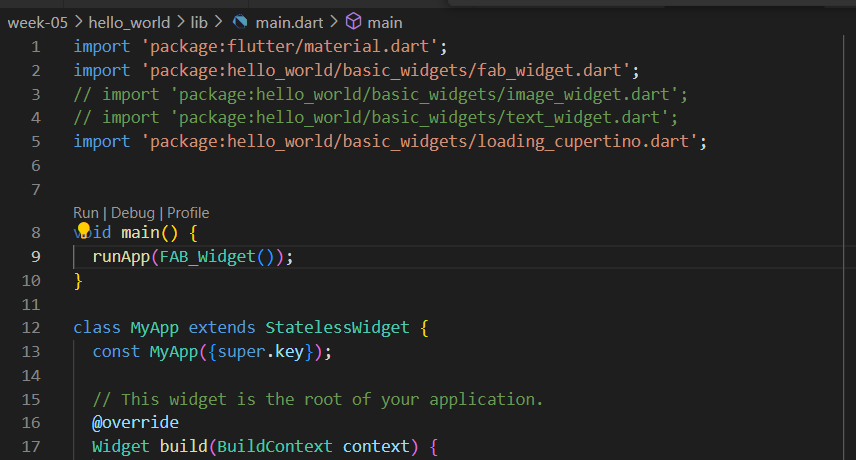 week-05 > hello_world > lib > main.dart > main
1 import 'package:flutter/material.dart';
2 import 'package:hello_world/basic_widgets/fab_widget.dart';
3 // import 'package:hello_world/basic_widgets/image_widget.dart';
4 // import 'package:hello_world/basic_widgets/text_widget.dart';
5 import 'package:hello_world/basic_widgets/loading_cupertino.dart';
6
7
Run | Debug | Profile
8 void main() {
9   runApp(FAB_Widget());
10 }
11
12 class MyApp extends StatelessWidget {
13   const MyApp({super.key});
14
15   // This widget is the root of your application.
16   @override
17   Widget build(BuildContext context) {